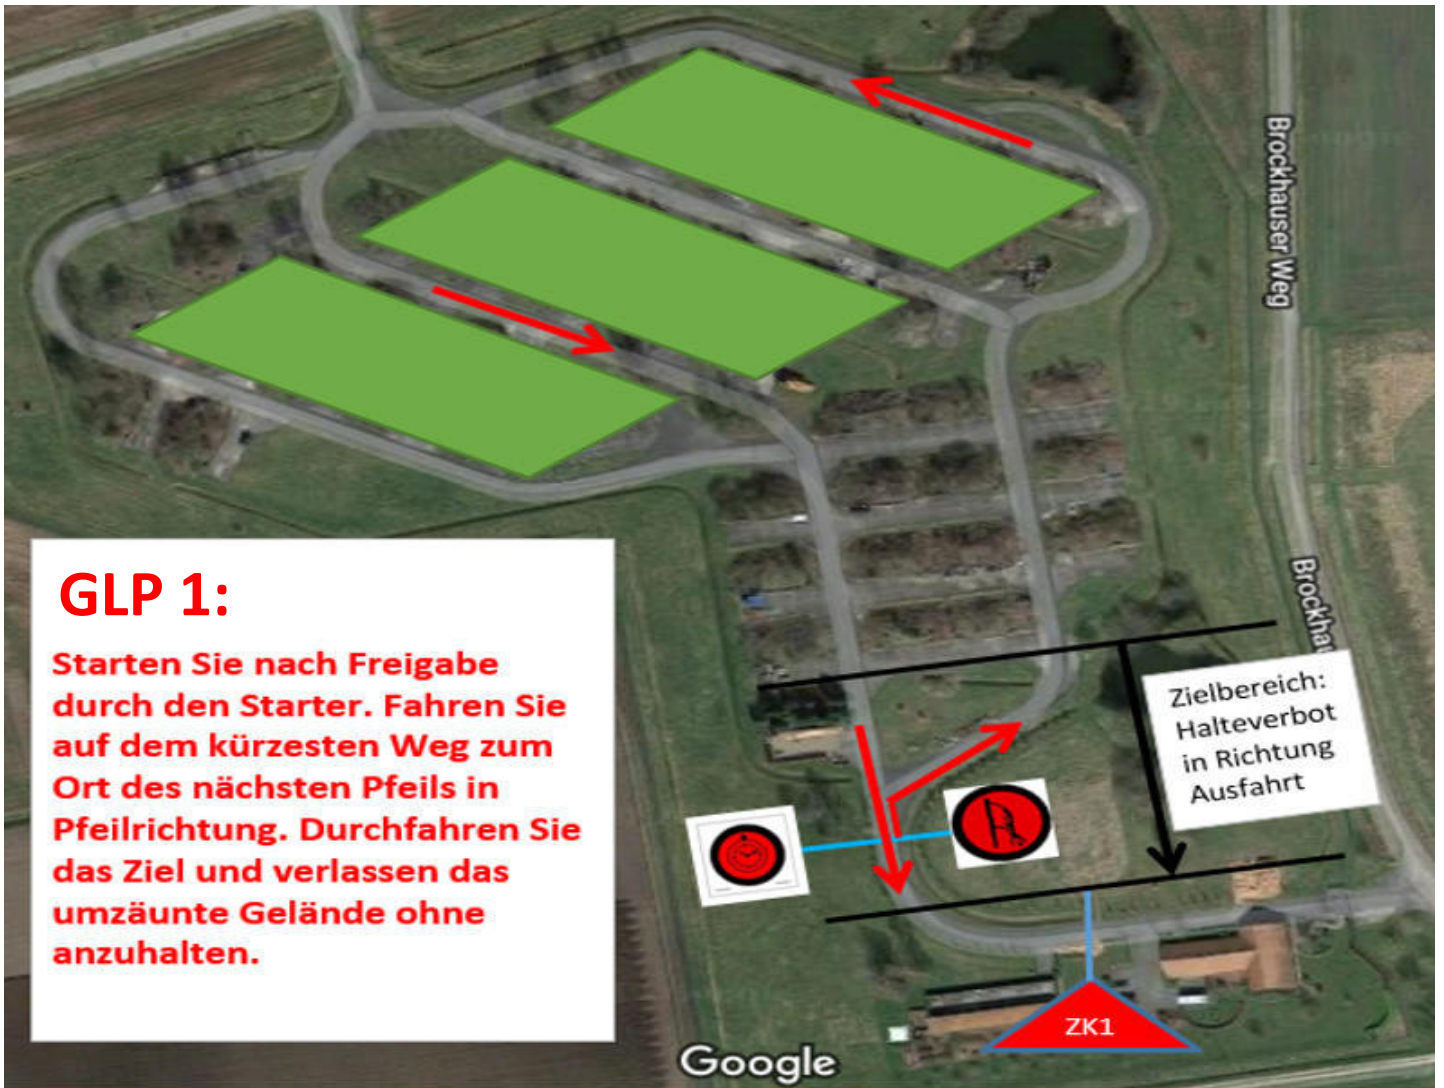 Brockhauser Weg
GLP 1:
Starten Sie nach Freigabe
durch den Starter. Fahren Sie
auf dem kürzesten Weg zum
Ort des nächsten Pfeils in
Pfeilrichtung. Durchfahren Sie
das Ziel und verlassen das
umzäunte Gelände ohne
anzuhalten.
Brockhau
Zielbereich:
Halteverbot
in Richtung
Ausfahrt
ZK1
Google